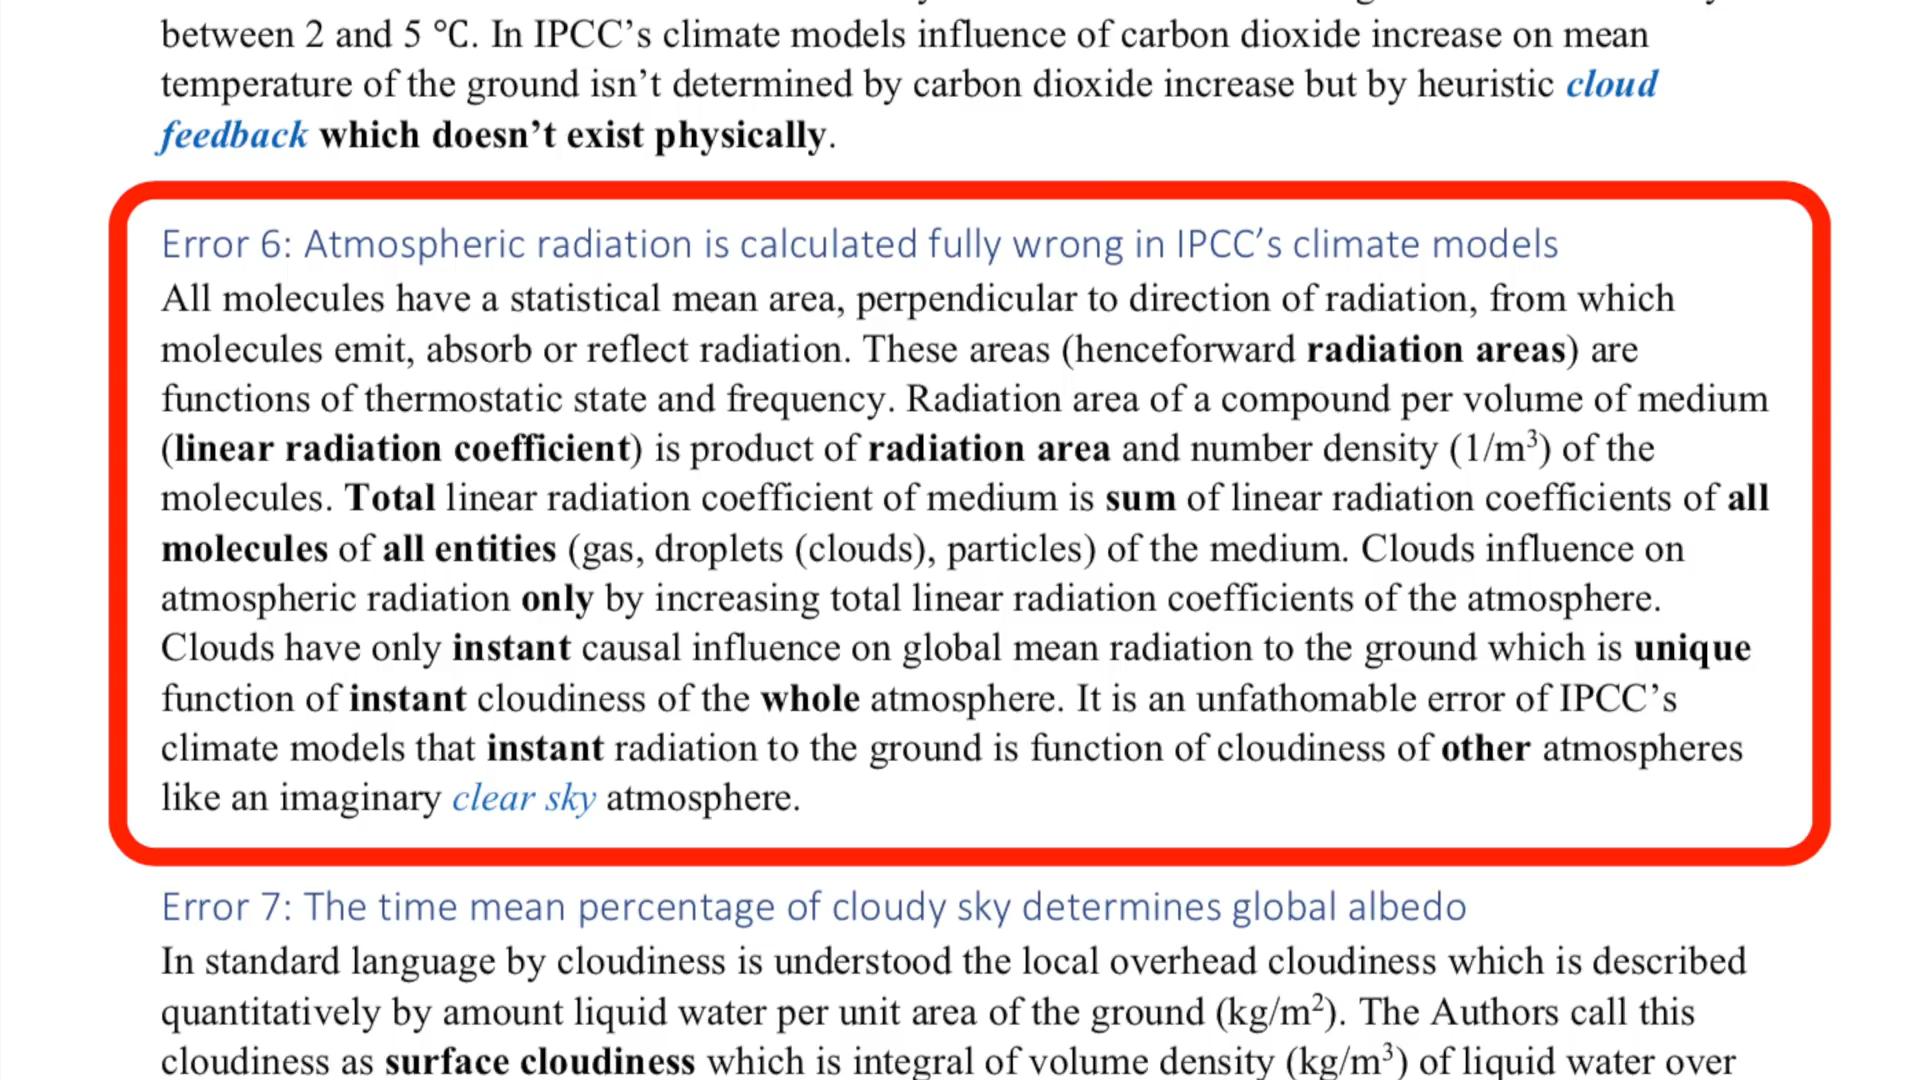 between 2 and 5 °C. In IPCC’s climate models influence of carbon dioxide increase on mean
temperature of the ground isn’t determined by carbon dioxide increase but by heuristic cloud
feedback which doesn’t exist physically.
Error 6: Atmospheric radiation is calculated fully wrong in IPCC’s climate models
All molecules have a statistical mean area, perpendicular to direction of radiation, from which
molecules emit, absorb or reflect radiation. These areas (henceforward radiation areas) are
functions of thermostatic state and frequency. Radiation area of a compound per volume of medium
(linear radiation coefficient) is product of radiation area and number density (1/m³) of the
molecules. Total linear radiation coefficient of medium is sum of linear radiation coefficients of all
molecules of all entities (gas, droplets (clouds), particles) of the medium. Clouds influence on
atmospheric radiation only by increasing total linear radiation coefficients of the atmosphere.
Clouds have only instant causal influence on global mean radiation to the ground which is unique
function of instant cloudiness of the whole atmosphere. It is an unfathomable error of IPCC’s
climate models that instant radiation to the ground is function of cloudiness of other atmospheres
like an imaginary clear sky atmosphere.
Error 7: The time mean percentage of cloudy sky determines global albedo
In standard language by cloudiness is understood the local overhead cloudiness which is described
quantitatively by amount liquid water per unit area of the ground (kg/m²). The Authors call this
cloudiness as surface cloudiness which is integral of volume density (kg/m³) of liquid water over